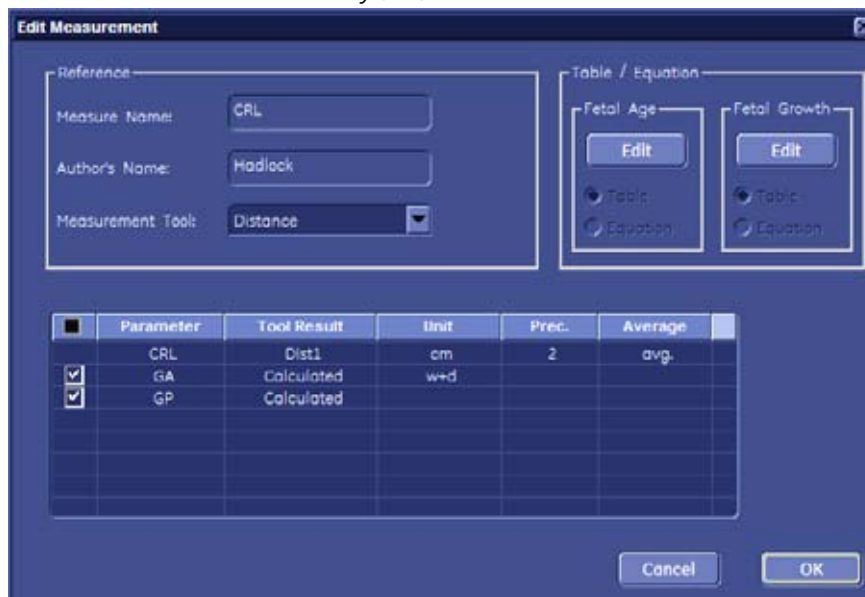 Edit Measurement
Reference
Measure Name: CRL
Author's Name: Hadlock
Measurement Tool: Distance
Table / Equation
Fetal Age Fetal Growth
Edit Edit
Table Table
Equation Equation
Parameter Tool Result Unit Prec. Average
CRL Dist1 cm 2 avg.
GA Calculated w+d
GP Calculated
Cancel OK